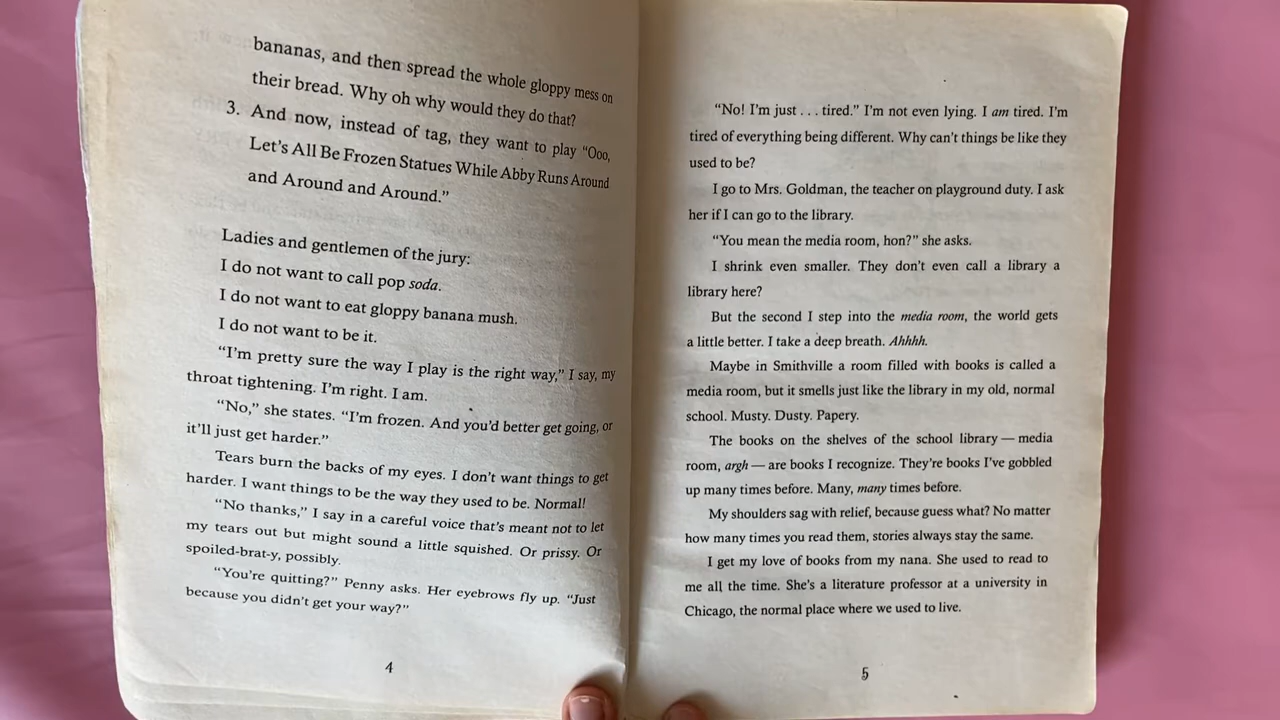 bananas, and then spread the whole gloppy mess on
their bread. Why oh why would they do that?
3. And now, instead of tag, they want to play “Ooo,
Let’s All Be Frozen Statues While Abby Runs Around
and Around and Around.”
Ladies and gentlemen of the jury:
I do not want to call pop soda.
I do not want to eat gloppy banana mush.
I do not want to be it.
“I’m pretty sure the way I play is the right way,” I say, my
throat tightening. I’m right. I am.
“No,” she states. “I’m frozen. And you’d better get going, or
it’ll just get harder.”
Tears burn the backs of my eyes. I don’t want things to get
harder. I want things to be the way they used to be. Normal!
“No thanks,” I say in a careful voice that’s meant not to let
my tears out but might sound a little squished. Or prissy. Or
spoiled-brat-y, possibly.
“You’re quitting?” Penny asks. Her eyebrows fly up. “Just
because you didn’t get your way?”
4
“No! I’m just . . . tired.” I’m not even lying. I am tired. I’m
tired of everything being different. Why can’t things be like they
used to be?
I go to Mrs. Goldman, the teacher on playground duty. I ask
her if I can go to the library.
“You mean the media room, hon?” she asks.
I shrink even smaller. They don’t even call a library a
library here?
But the second I step into the media room, the world gets
a little better. I take a deep breath. Ahhhh.
Maybe in Smithville a room filled with books is called a
media room, but it smells just like the library in my old, normal
school. Musty. Dusty. Papery.
The books on the shelves of the school library — media
room, argh — are books I recognize. They’re books I’ve gobbled
up many times before. Many, many times before.
My shoulders sag with relief, because guess what? No matter
how many times you read them, stories always stay the same.
I get my love of books from my nana. She used to read to
me all the time. She’s a literature professor at a university in
Chicago, the normal place where we used to live.
5